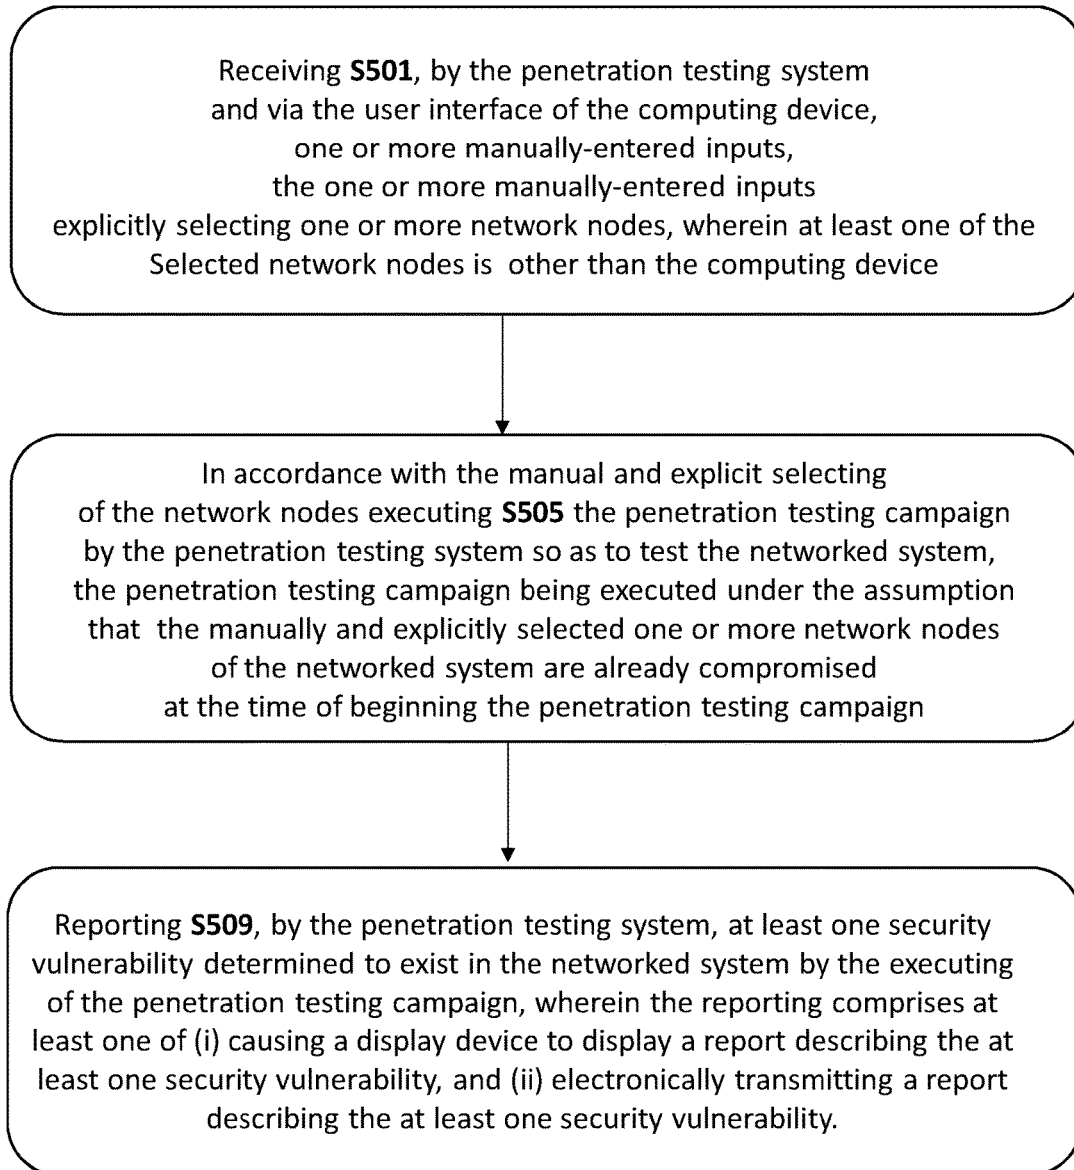 Receiving S501, by the penetration testing system
and via the user interface of the computing device,
one or more manually-entered inputs,
the one or more manually-entered inputs
explicitly selecting one or more network nodes, wherein at least one of the
Selected network nodes is other than the computing device
In accordance with the manual and explicit selecting
of the network nodes executing S505 the penetration testing campaign
by the penetration testing system so as to test the networked system,
the penetration testing campaign being executed under the assumption
that the manually and explicitly selected one or more network nodes
of the networked system are already compromised
at the time of beginning the penetration testing campaign
Reporting S509, by the penetration testing system, at least one security
vulnerability determined to exist in the networked system by the executing
of the penetration testing campaign, wherein the reporting comprises at
least one of (i) causing a display device to display a report describing the at
least one security vulnerability, and (ii) electronically transmitting a report
describing the at least one security vulnerability.